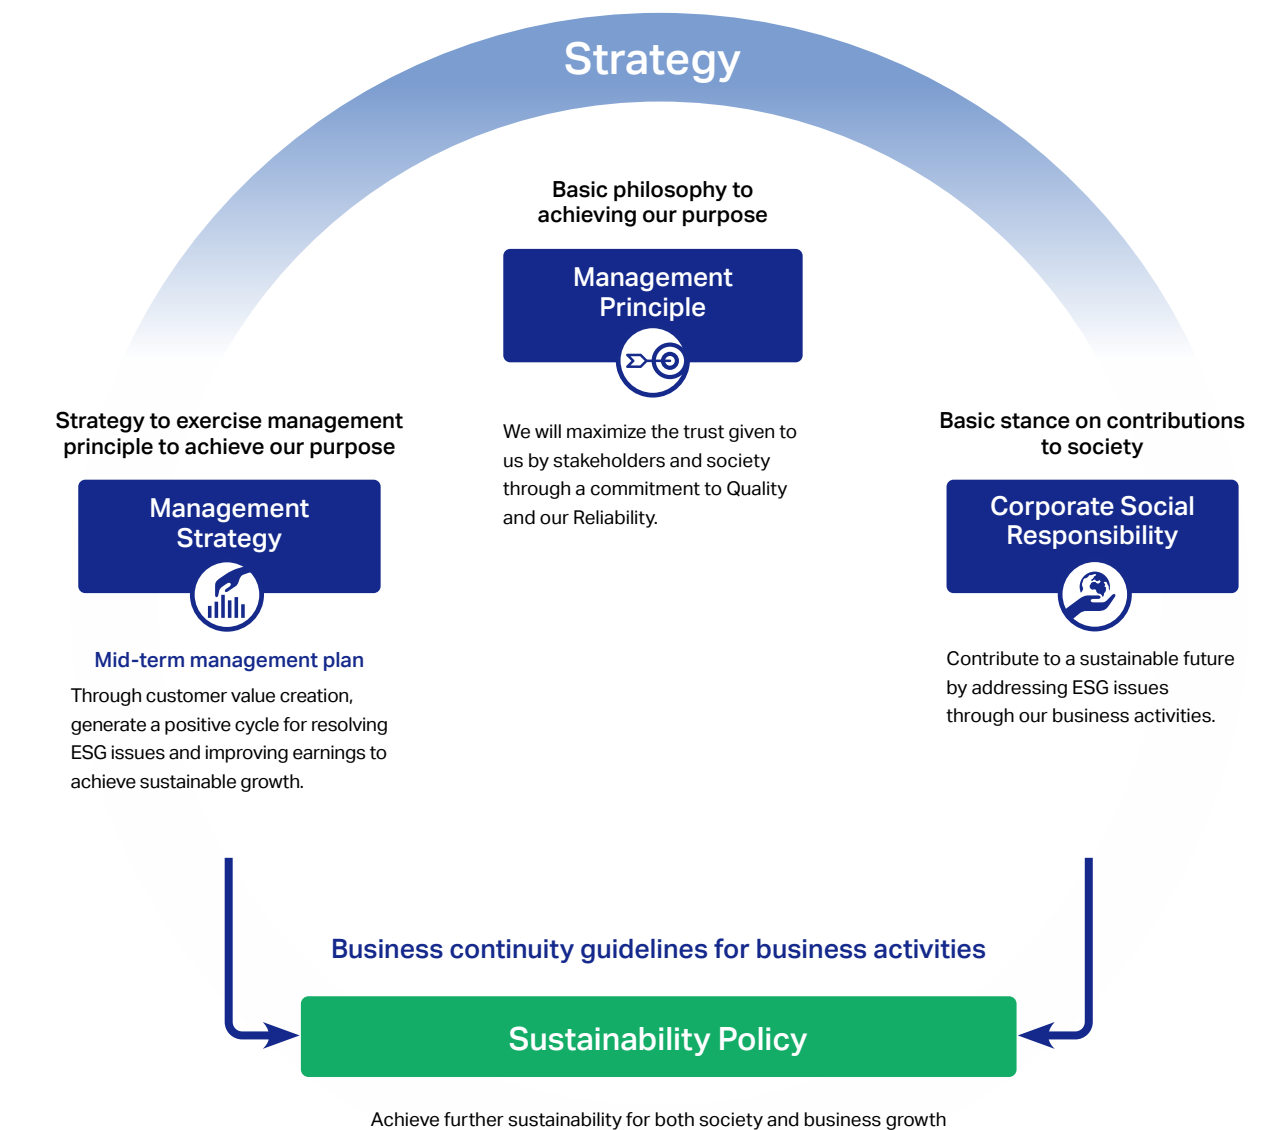 Strategy
Basic philosophy to
achieving our purpose
Management
Principle
We will maximize the trust given to
us by stakeholders and society
through a commitment to Quality
and our Reliability.
Strategy to exercise management
principle to achieve our purpose
Management
Strategy
Mid-term management plan
Through customer value creation,
generate a positive cycle for resolving
ESG issues and improving earnings to
achieve sustainable growth.
Basic stance on contributions
to society
Corporate Social
Responsibility
Contribute to a sustainable future
by addressing ESG issues
through our business activities.
Business continuity guidelines for business activities
Sustainability Policy
Achieve further sustainability for both society and business growth